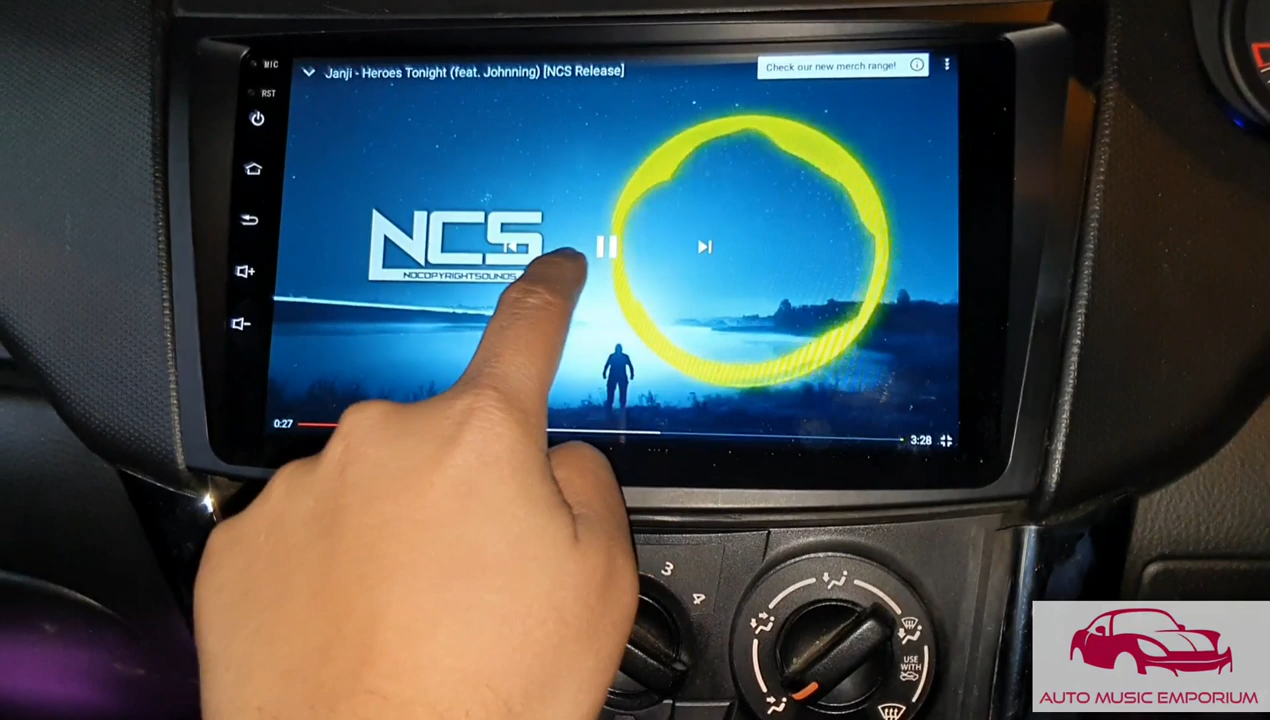 MIC
Janji - Heroes Tonight (feat. Johnning) [NCS Release]
Check our new merch range!
RST
NCS
NOCOPYRIGHTSOUNDS
0:27
3:28
3
4
USE
WITH
AUTO MUSIC EMPORIUM